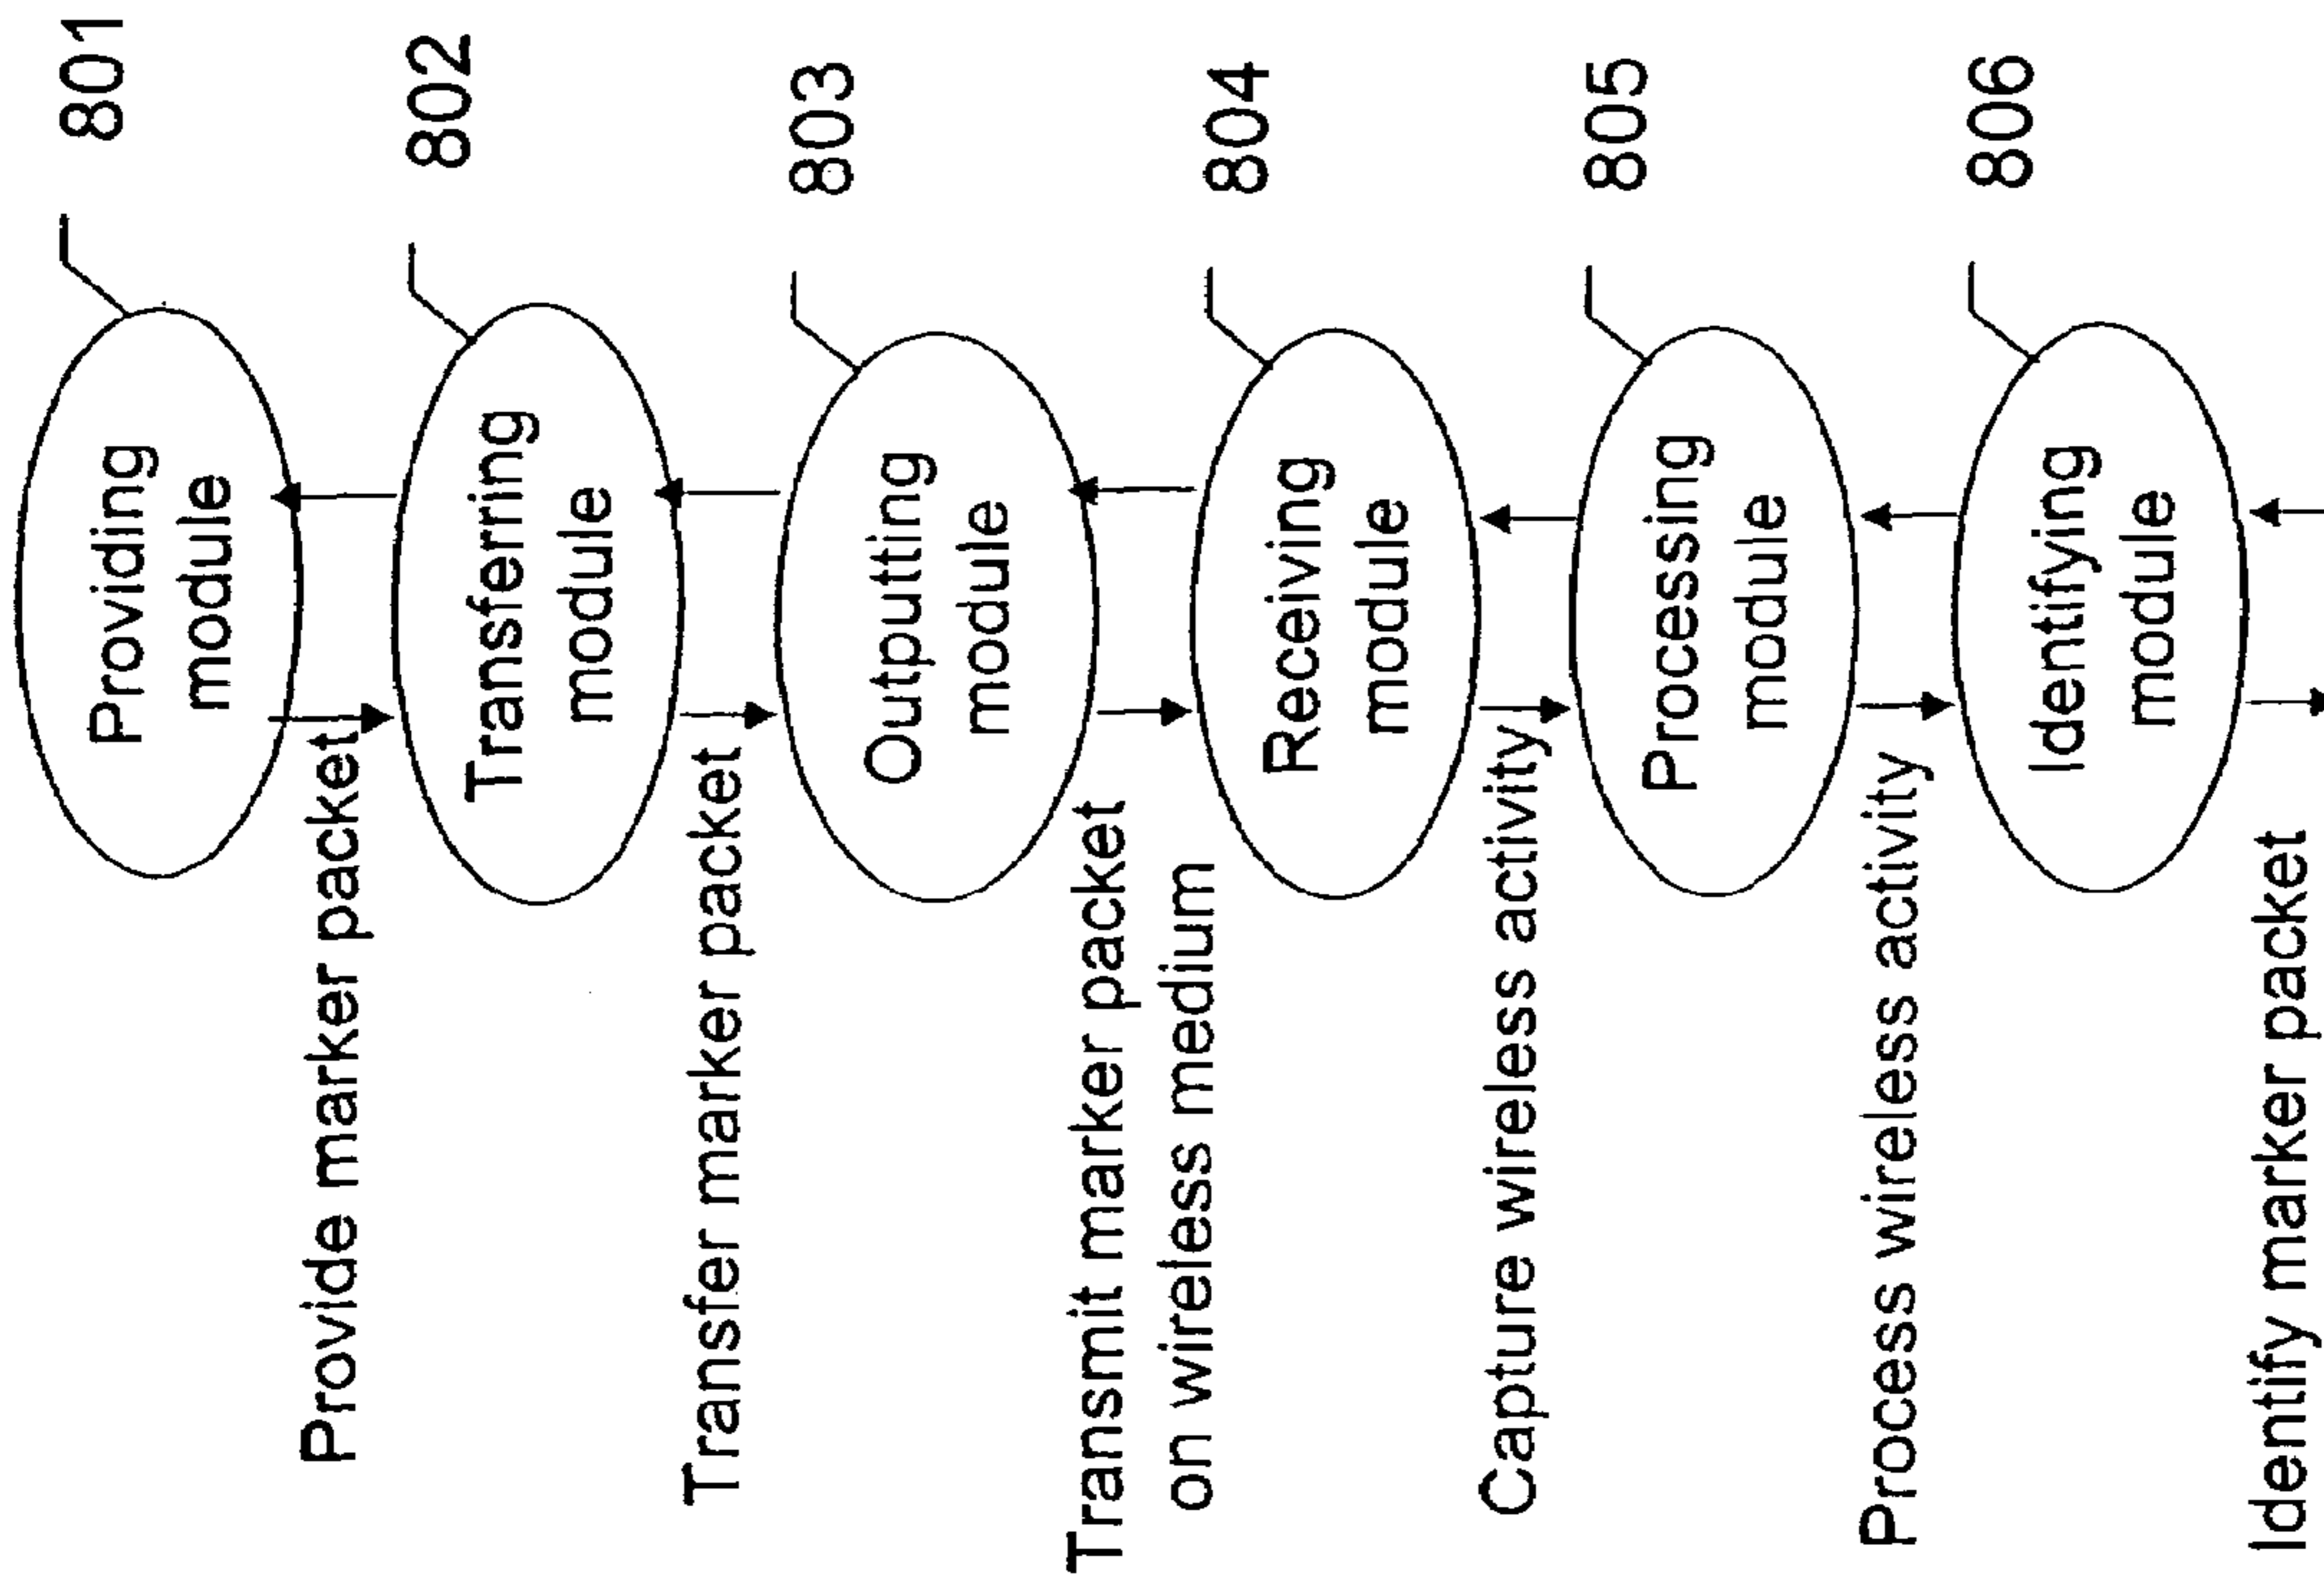 801
Providing
module
Provide marker packet
802
Transferring
module
Transfer marker packet
803
Outputting
module
Transmit marker packet
on wireless medium
804
Receiving
module
Capture wireless activity
805
Processing
module
Process wireless activity
806
Identifying
module
Identify marker packet